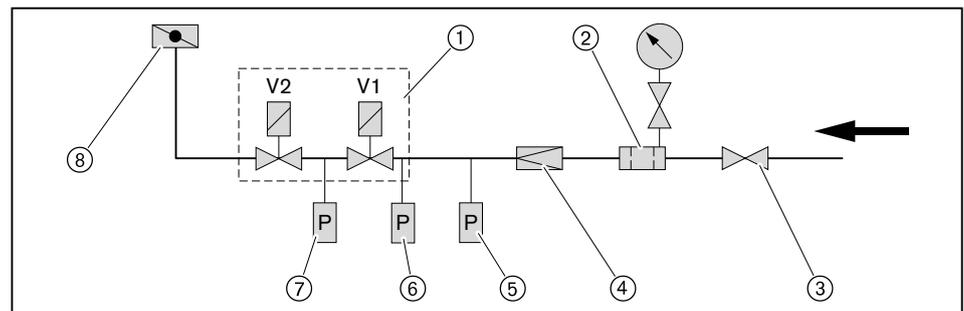 ① ②
V2 V1
⑧
P P P
⑦ ⑥ ⑤ ④ ③